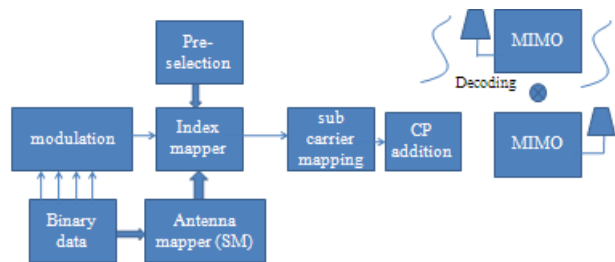 Pre-
selection
MIMO
Decoding
modulation
Index
mapper
sub
carrier
mapping
CP
addition
MIMO
Binary
data
Antenna
mapper (SM)